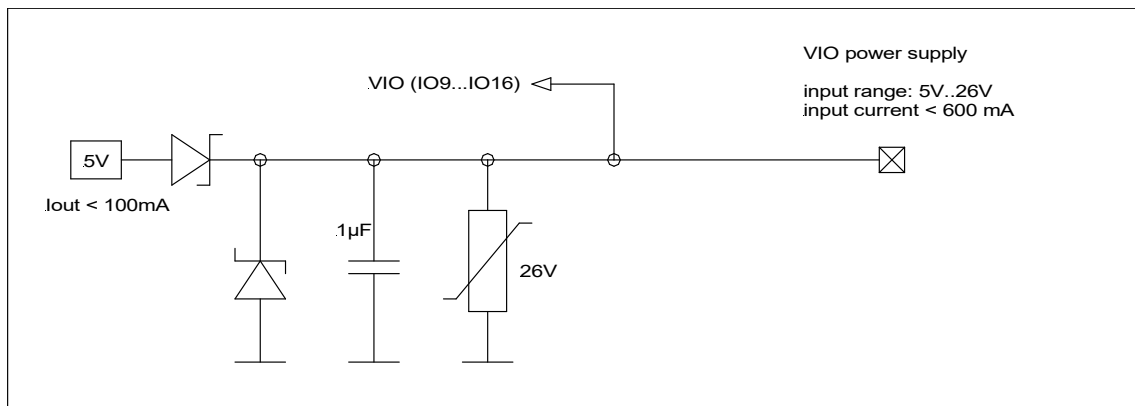 VIO power supply
VIO (IO9...IO16)
input range: 5V..26V
input current < 600 mA
5V
Iout < 100mA
1µF
26V